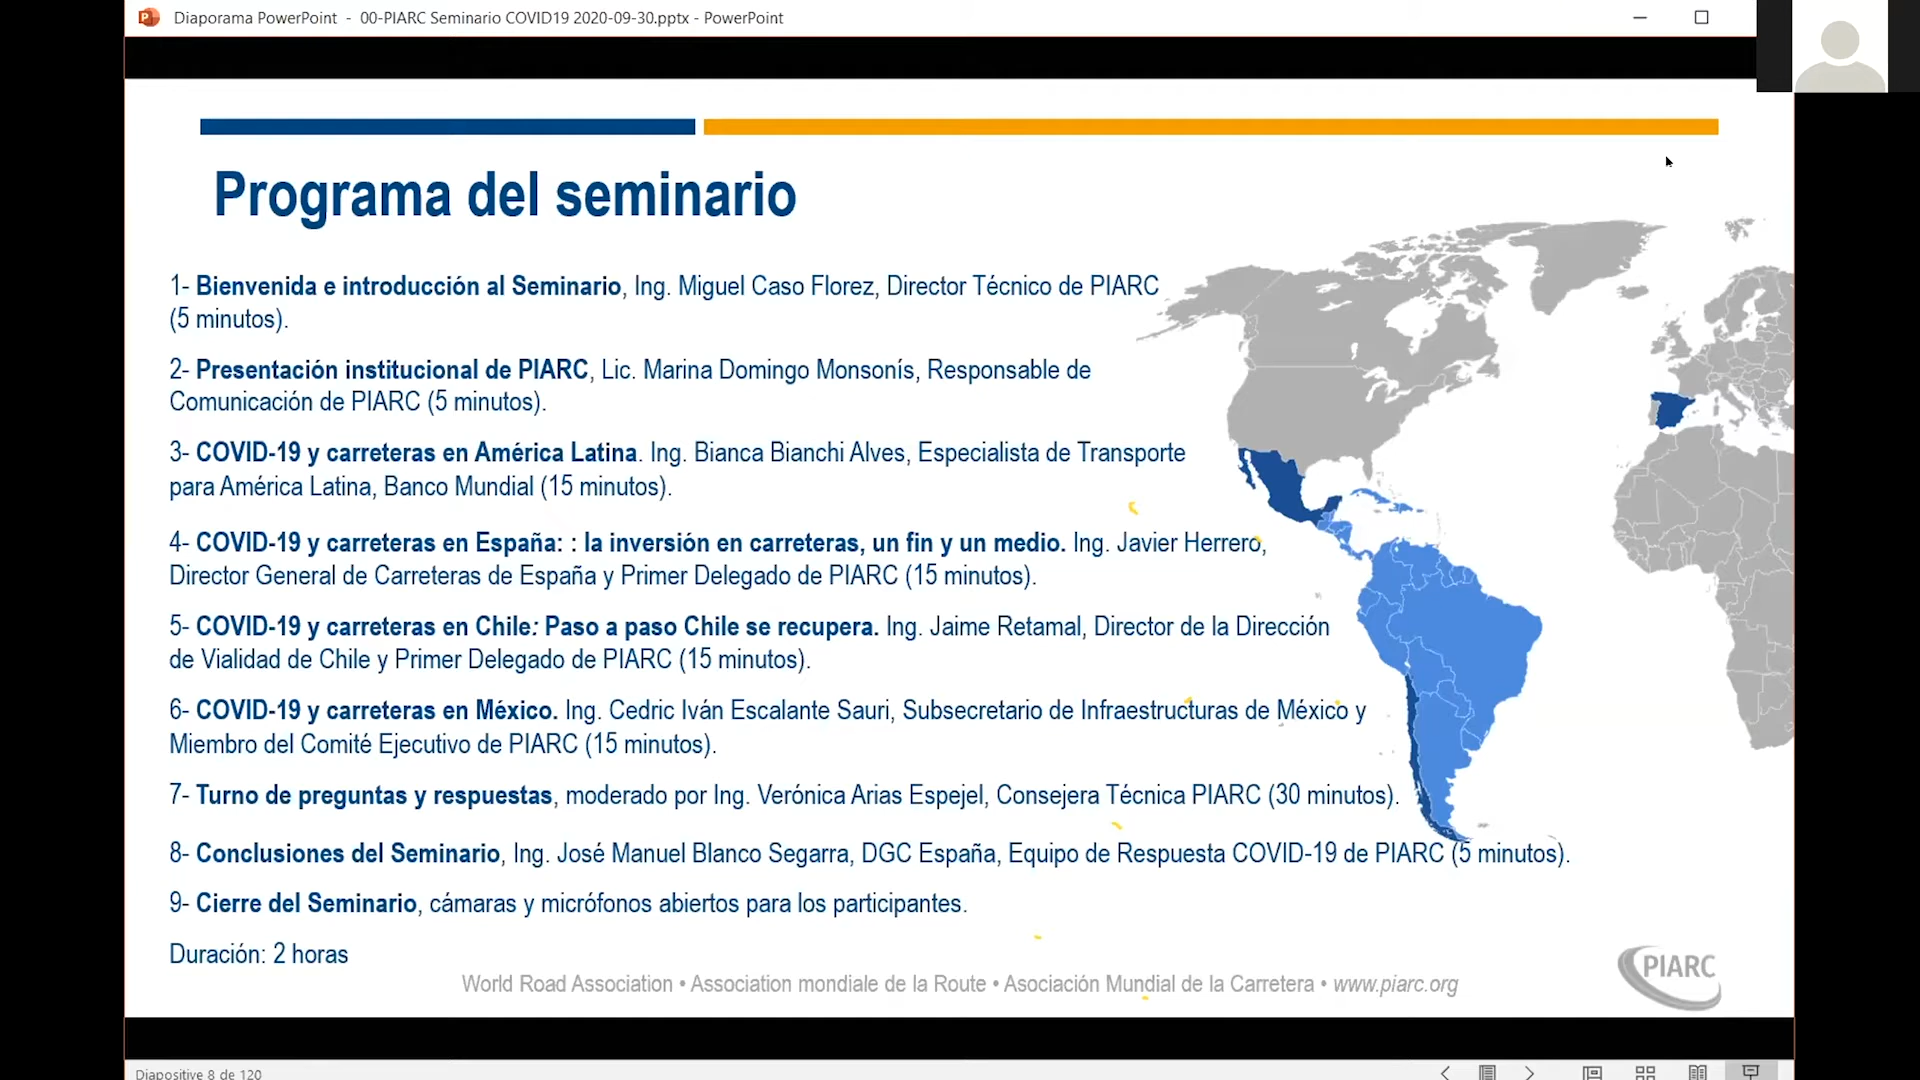 Diaporama PowerPoint - 00-PIARC Seminario COVID19 2020-09-30.pptx - PowerPoint
Programa del seminario
1- Bienvenida e introducción al Seminario, Ing. Miguel Caso Florez, Director Técnico de PIARC
(5 minutos).
2- Presentación institucional de PIARC, Lic. Marina Domingo Monsonís, Responsable de
Comunicación de PIARC (5 minutos).
3- COVID-19 y carreteras en América Latina. Ing. Bianca Bianchi Alves, Especialista de Transporte
para América Latina, Banco Mundial (15 minutos).
4- COVID-19 y carreteras en España: : la inversión en carreteras, un fin y un medio. Ing. Javier Herrero,
Director General de Carreteras de España y Primer Delegado de PIARC (15 minutos).
5- COVID-19 y carreteras en Chile: Paso a paso Chile se recupera. Ing. Jaime Retamal, Director de la Dirección
de Vialidad de Chile y Primer Delegado de PIARC (15 minutos).
6- COVID-19 y carreteras en México. Ing. Cedric Iván Escalante Sauri, Subsecretario de Infraestructuras de México y
Miembro del Comité Ejecutivo de PIARC (15 minutos).
7- Turno de preguntas y respuestas, moderado por Ing. Verónica Arias Espejel, Consejera Técnica PIARC (30 minutos).
8- Conclusiones del Seminario, Ing. José Manuel Blanco Segarra, DGC España, Equipo de Respuesta COVID-19 de PIARC (5 minutos).
9- Cierre del Seminario, cámaras y micrófonos abiertos para los participantes.
Duración: 2 horas
World Road Association • Association mondiale de la Route • Asociación Mundial de la Carretera • www.piarc.org
PIARC
Diapositive 8 de 120